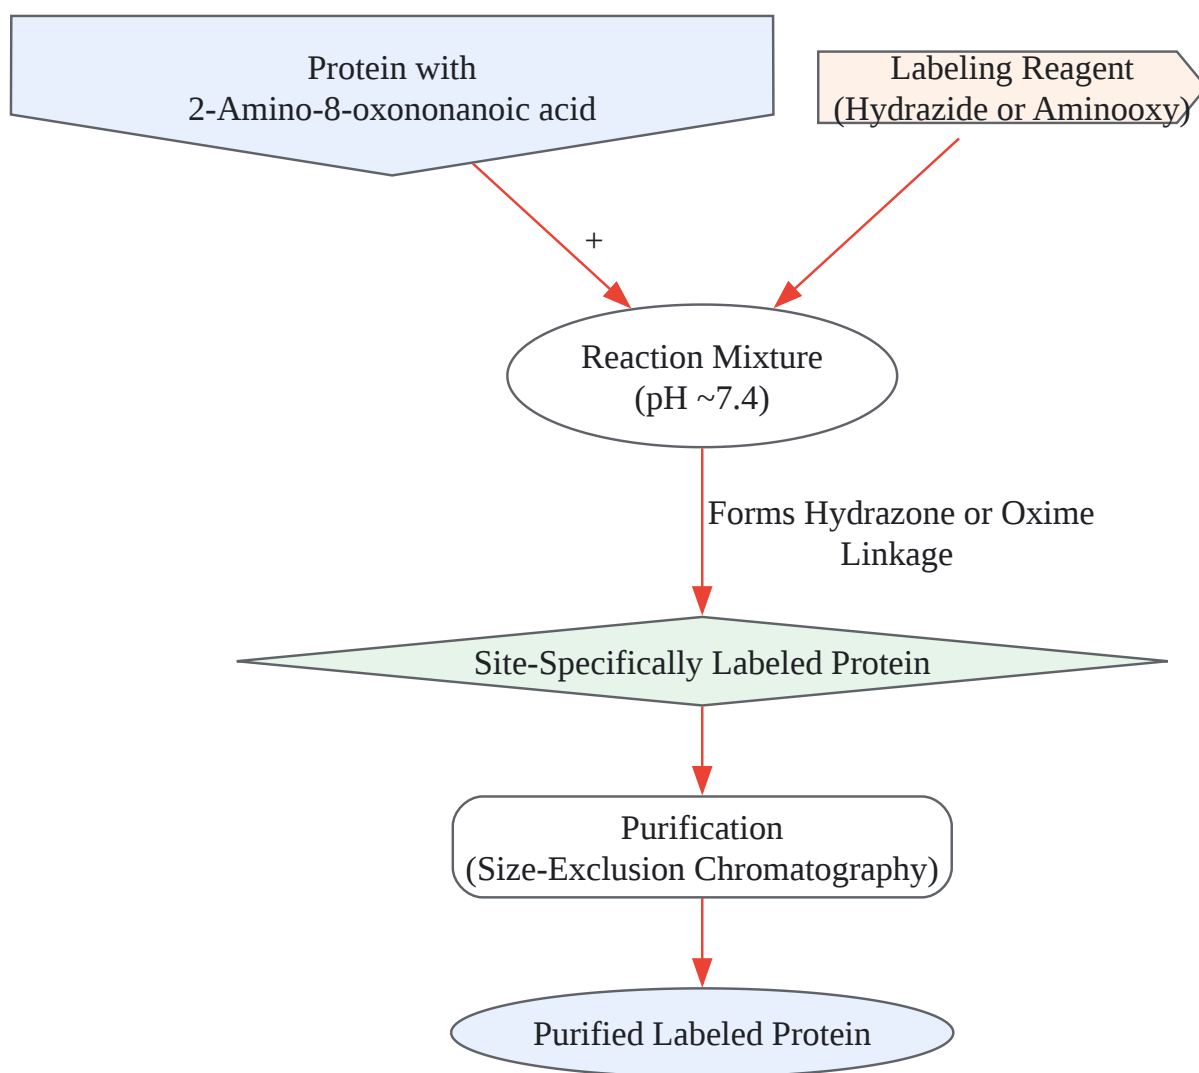 Protein with
2-Amino-8-oxononanoic acid
Labeling Reagent
(Hydrazide or Aminooxy)
+
Reaction Mixture
(pH ~7.4)
Forms Hydrazone or Oxime
Linkage
Site-Specifically Labeled Protein
Purification
(Size-Exclusion Chromatography)
Purified Labeled Protein